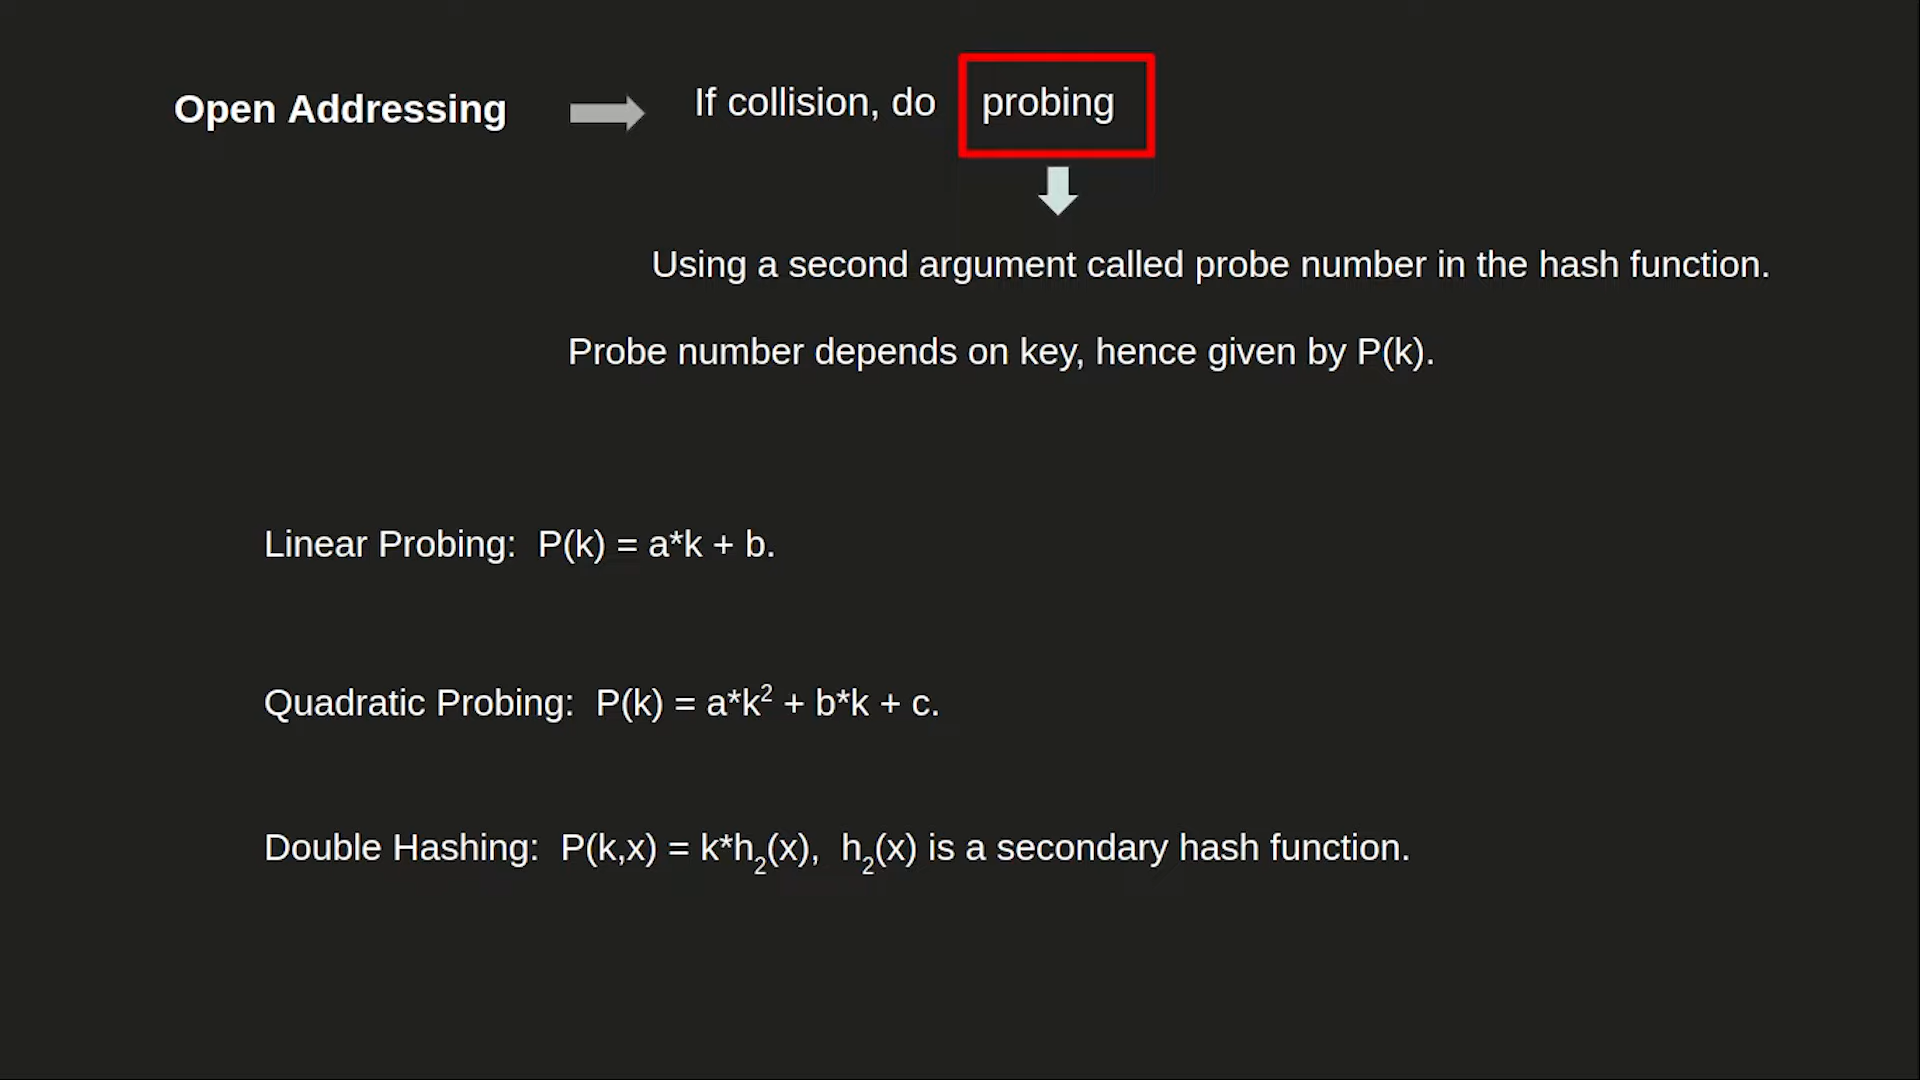 Open Addressing If collision, do probing
Using a second argument called probe number in the hash function.
Probe number depends on key, hence given by P(k).
Linear Probing: P(k) = a*k + b.
Quadratic Probing: P(k) = a*k² + b*k + c.
Double Hashing: P(k,x) = k*h₂(x), h₂(x) is a secondary hash function.